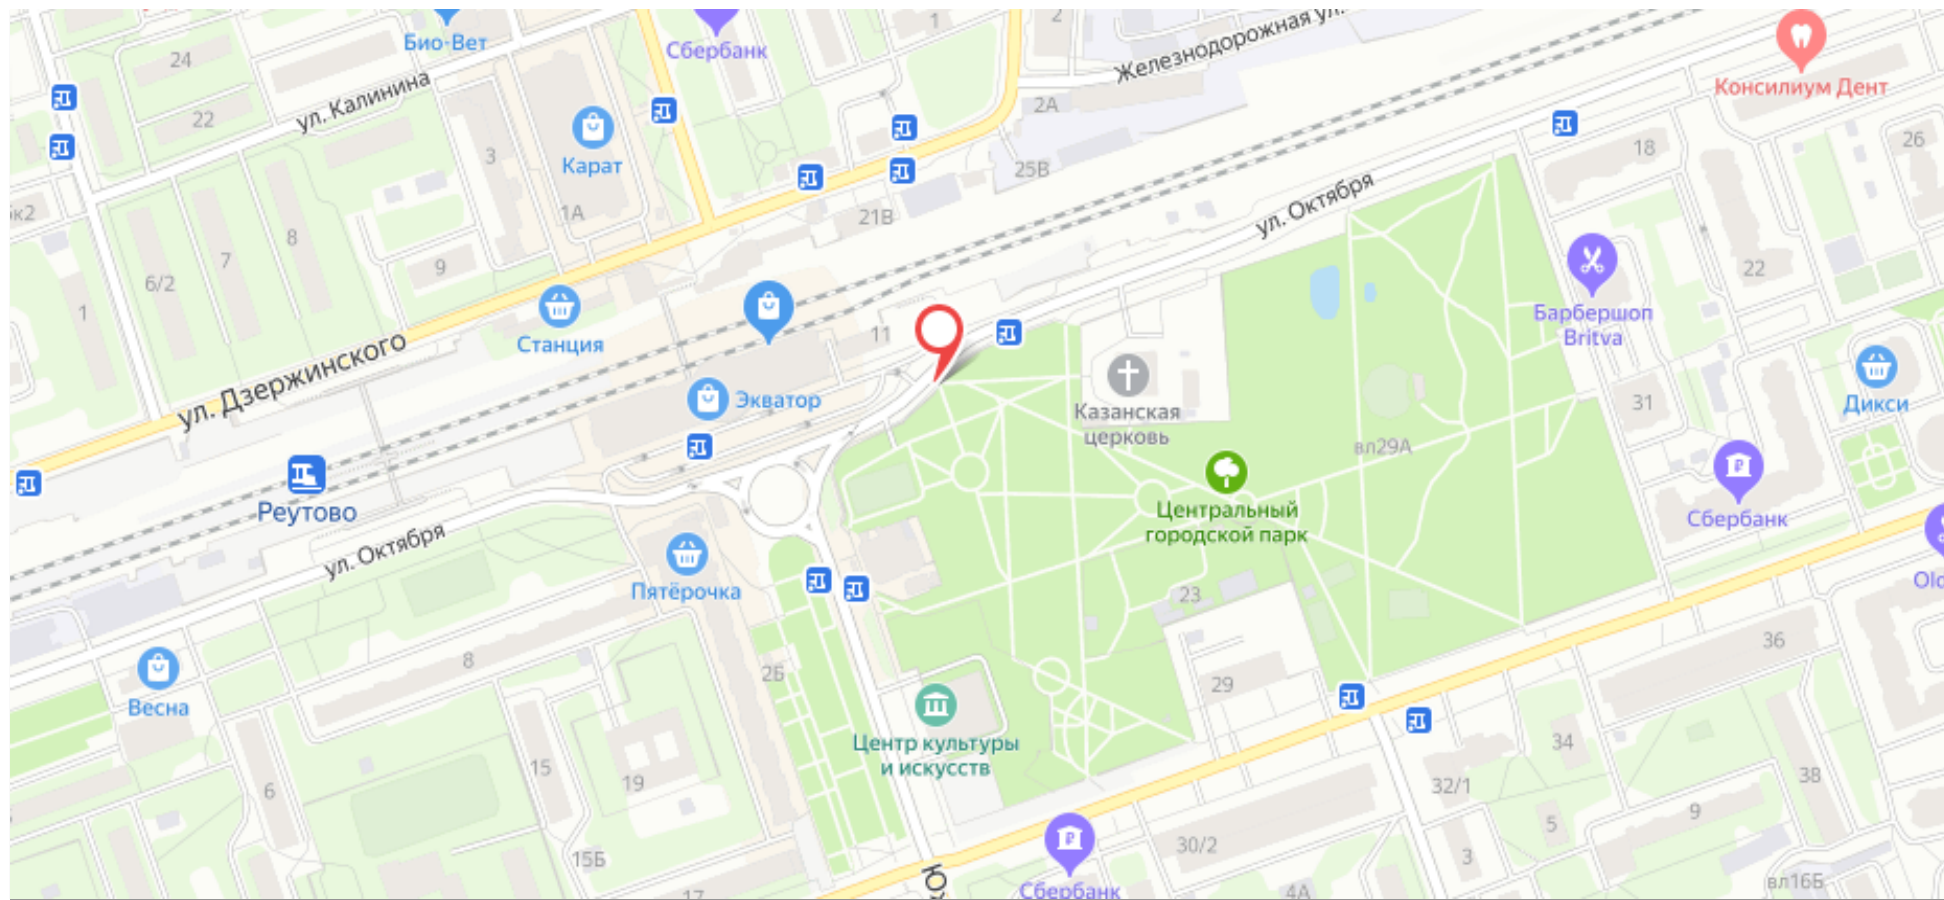 1
2
Железнодорожная ул.
Био-Вет
Сбербанк
24
Консилиум Дент
ул. Калинина
22
2А
Карат
3
25В
18
26
1А
21В
ул. Октября
к2
8
7
9
6/2
22
1
Барбершоп
Britva
Станция
11
ул. Дзержинского
Экватор
Казанская
церковь
31
Дикси
вл29А
Реутово
Центральный
городской парк
Сбербанк
ул. Октября
Пятёрочка
23
Old
8
2Б
29
36
Весна
Центр культуры
и искусств
34
15
19
6
32/1
38
9
5
30/2
3
15Б
Юж
17
Сбербанк
4А
вл16Б